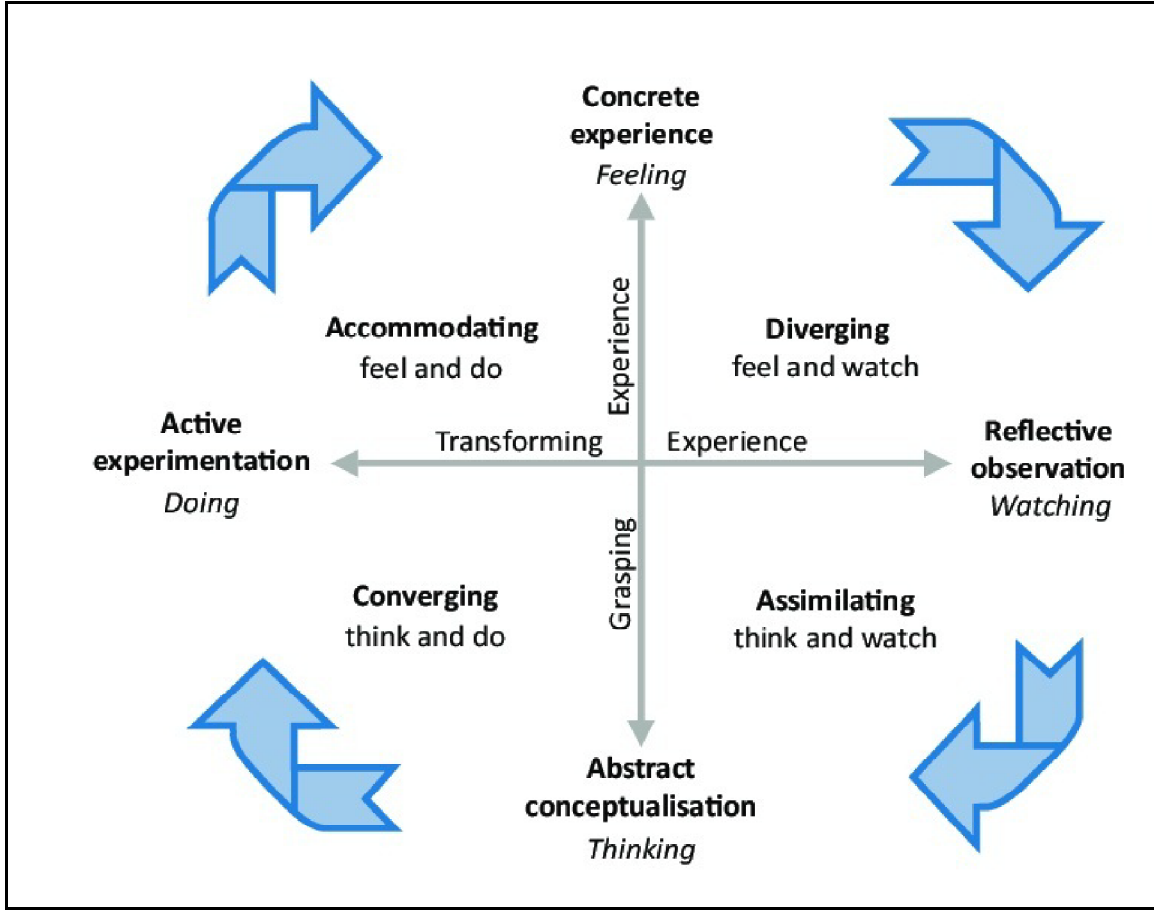 Concrete
experience
Feeling
Experience
Accommodating
feel and do
Diverging
feel and watch
Active
experimentation
Doing
Transforming
Experience
Reflective
observation
Watching
Grasping
Converging
think and do
Assimilating
think and watch
Abstract
conceptualisation
Thinking